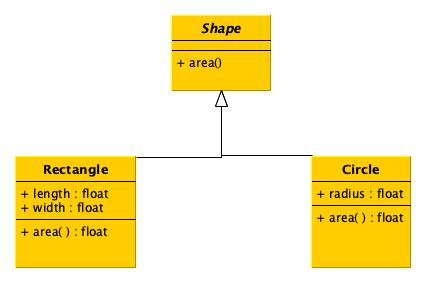 Shape
+ area()
Rectangle
+ length : float
+ width : float
+ area( ) : float
Circle
+ radius : float
+ area( ) : float